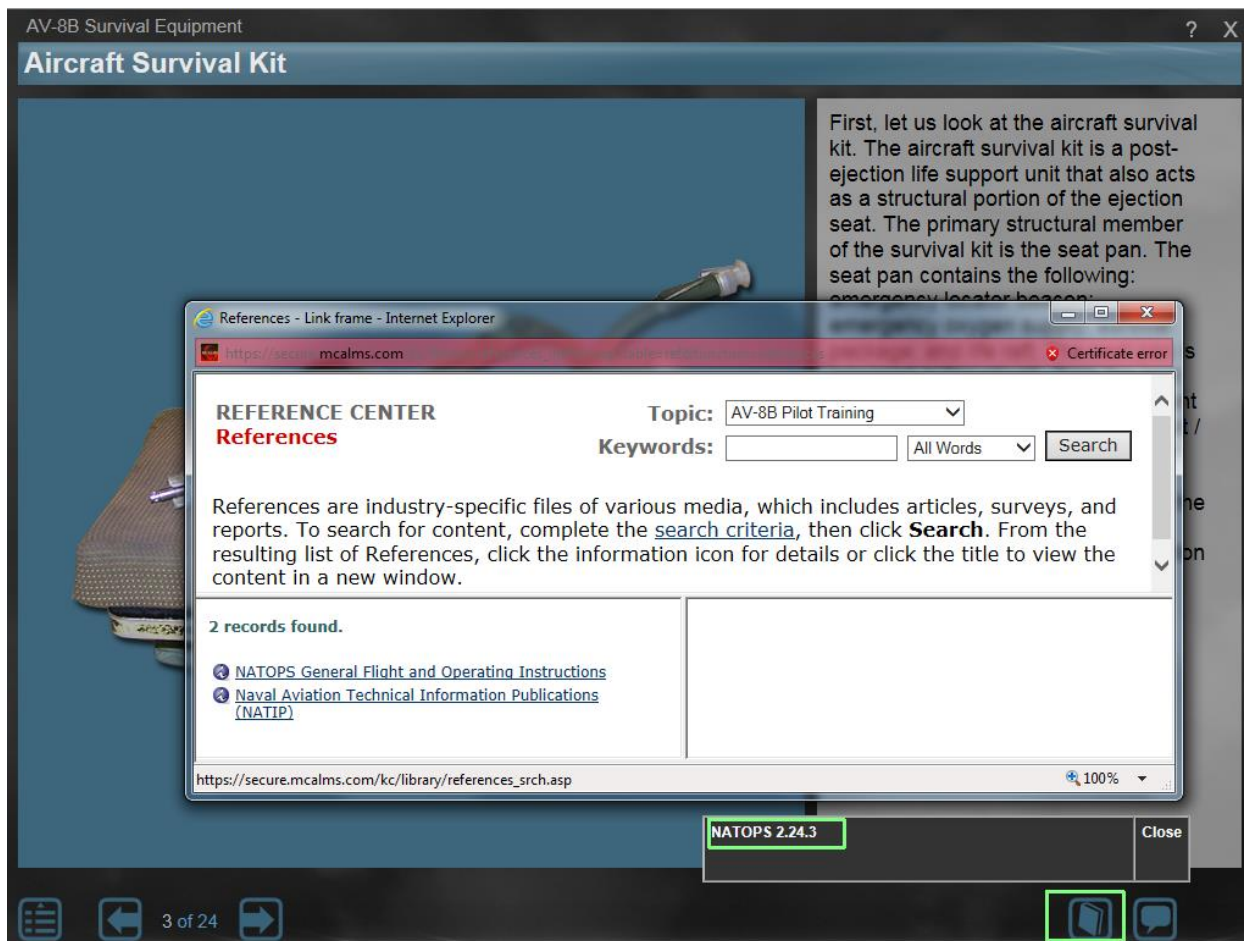 AV-8B Survival Equipment
? X
Aircraft Survival Kit
First, let us look at the aircraft survival
kit. The aircraft survival kit is a post-
ejection life support unit that also acts
as a structural portion of the ejection
seat. The primary structural member
of the survival kit is the seat pan. The
seat pan contains the following:
emergency locator beacon;
References - Link frame - Internet Explorer
https://secure.mcalms.com
Certificate error
REFERENCE CENTER
References
Topic: AV-8B Pilot Training
Keywords: All Words Search
References are industry-specific files of various media, which includes articles, surveys, and
reports. To search for content, complete the search criteria, then click Search. From the
resulting list of References, click the information icon for details or click the title to view the
content in a new window.
2 records found.
NATOPS General Flight and Operating Instructions
Naval Aviation Technical Information Publications
(NATIP)
https://secure.mcalms.com/kc/library/references_srch.asp
100%
NATOPS 2.24.3
Close
3 of 24